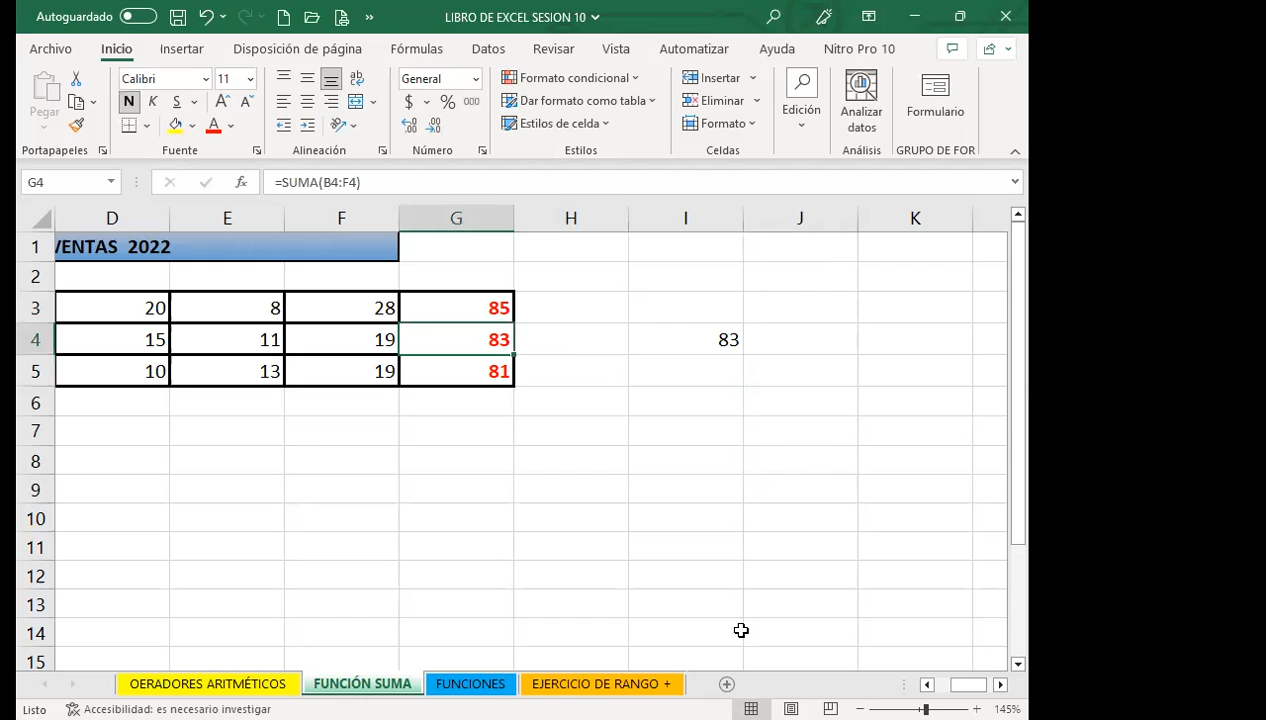 Autoguardado LIBRO DE EXCEL SESION 10
Archivo Inicio Insertar Disposición de página Fórmulas Datos Revisar Vista Automatizar Ayuda Nitro Pro 10
Pegar
Calibri 11
N K S A A
A
General
$ % 000
Formato condicional
Dar formato como tabla
Estilos de celda
Insertar
Eliminar
Formato
Edición
Analizar datos
Formulario
Portapapeles Fuente Alineación Número Estilos Celdas Análisis GRUPO DE FOR
G4 fx =SUMA(B4:F4)
D E F G H I J K
1 VENTAS 2022
2
3 20 8 28 85
4 15 11 19 83 83
5 10 13 19 81
6
7
8
9
10
11
12
13
14
15
OERADORES ARITMÉTICOS FUNCIÓN SUMA FUNCIONES EJERCICIO DE RANGO +
Listo Accesibilidad: es necesario investigar 145%